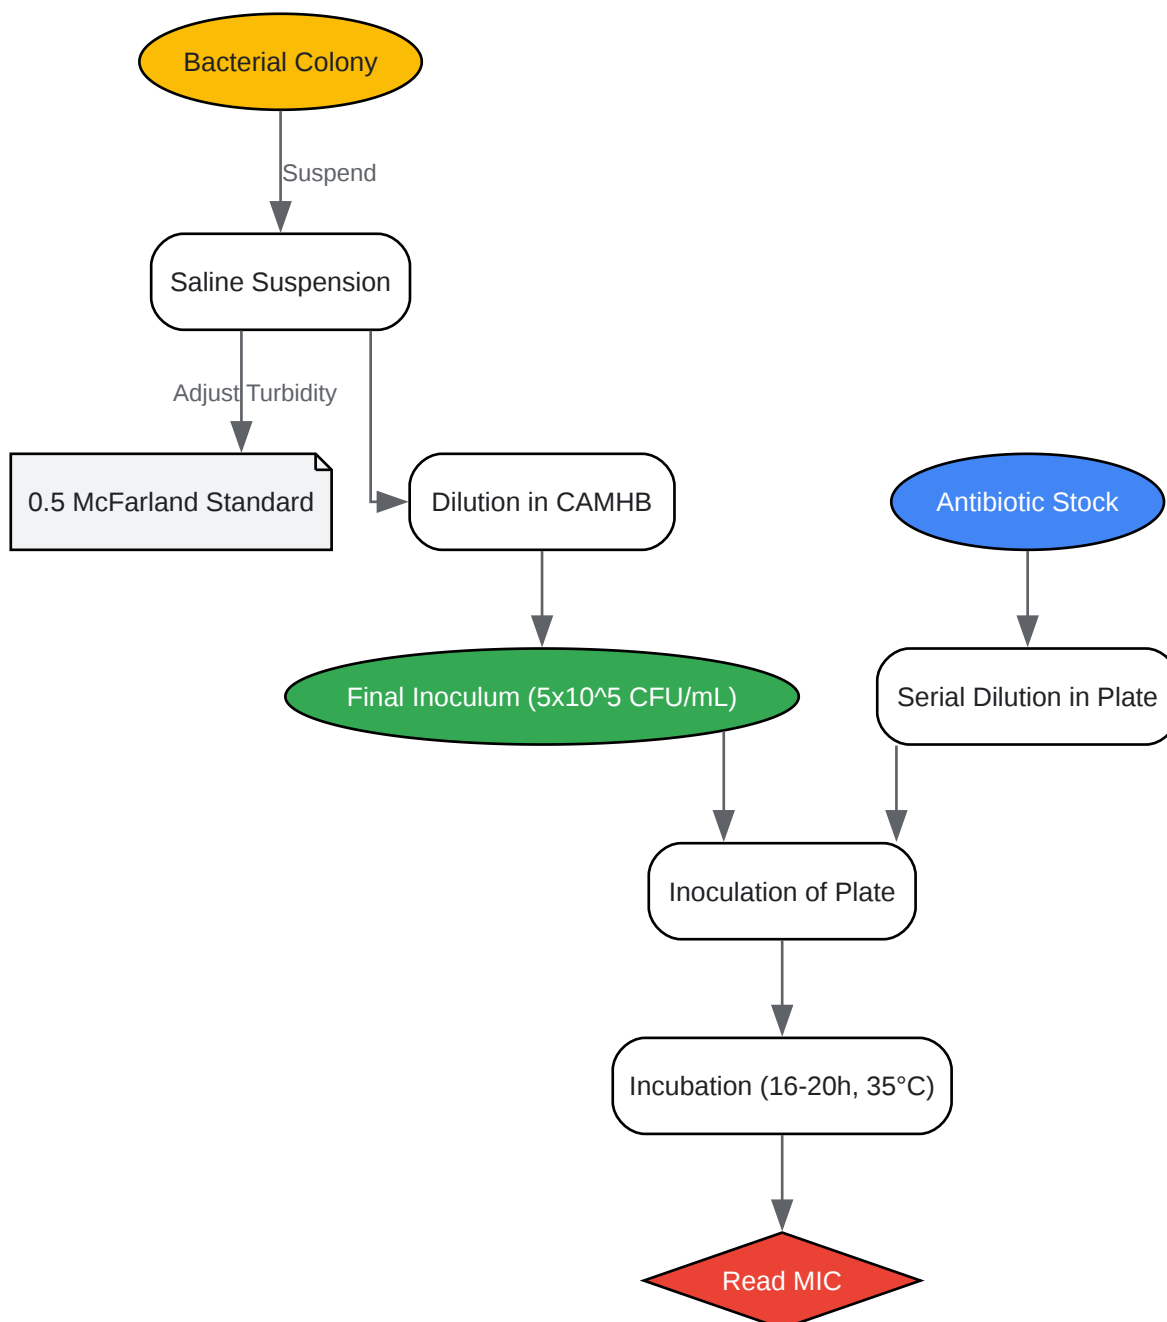 Bacterial Colony
Suspend
Saline Suspension
Adjust Turbidity
0.5 McFarland Standard
Dilution in CAMHB
Antibiotic Stock
Final Inoculum (5x10^5 CFU/mL)
Serial Dilution in Plate
Inoculation of Plate
Incubation (16-20h, 35°C)
Read MIC